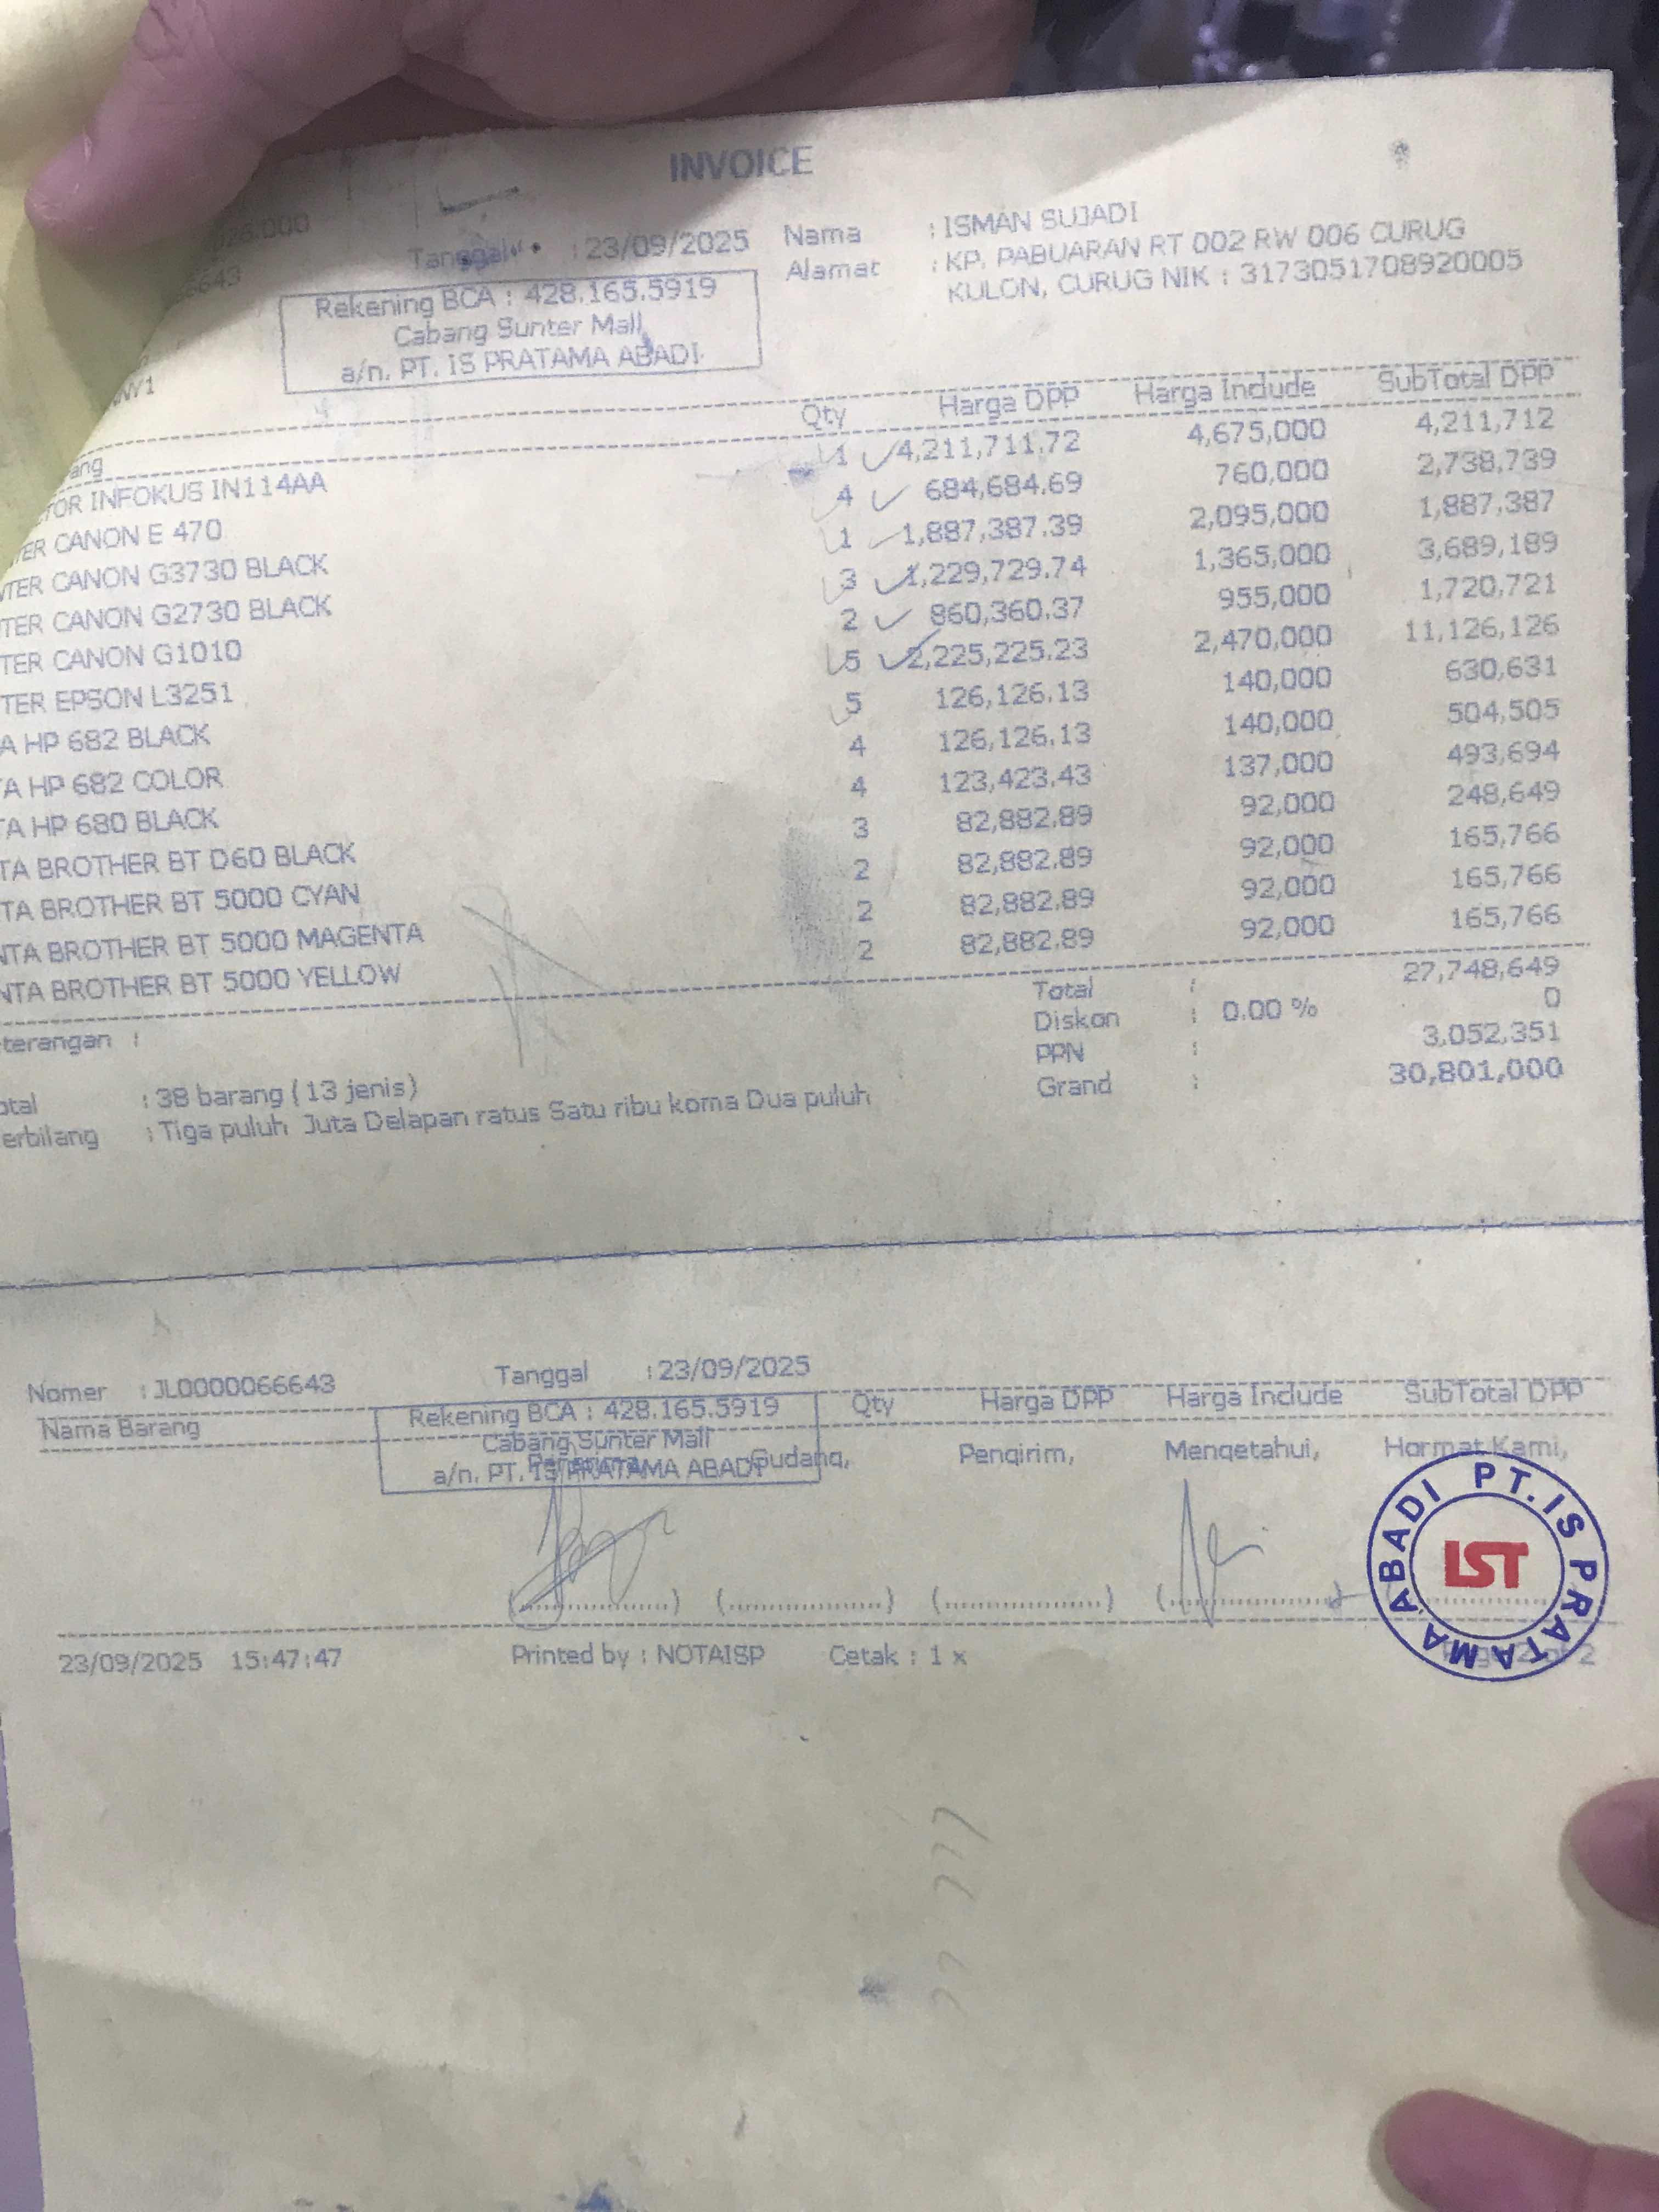 INVOICE
026.000
Tanggal : 23/09/2025
6643
Nama : ISMAN SUJADI
Alamat : KP. PABUARAN RT 002 RW 006 CURUG
KULON, CURUG NIK : 3173051708920005
Rekening BCA : 428.165.5919
Cabang Sunter Mall
a/n. PT. IS PRATAMA ABADI
NY1
ang Qty Harga DPP Harga Include SubTotal DPP
TOR INFOKUS IN114AA 1 4,211,711.72 4,675,000 4,211,712
TER CANON E 470 4 684,684.69 760,000 2,738,739
TER CANON G3730 BLACK 1 1,887,387.39 2,095,000 1,887,387
TER CANON G2730 BLACK 3 1,229,729.74 1,365,000 3,689,189
TER CANON G1010 2 860,360.37 955,000 1,720,721
TER EPSON L3251 5 2,225,225.23 2,470,000 11,126,126
A HP 682 BLACK 5 126,126.13 140,000 630,631
TA HP 682 COLOR 4 126,126.13 140,000 504,505
TA HP 680 BLACK 4 123,423.43 137,000 493,694
TA BROTHER BT D60 BLACK 3 82,882.89 92,000 248,649
TA BROTHER BT 5000 CYAN 2 82,882.89 92,000 165,766
NTA BROTHER BT 5000 MAGENTA 2 82,882.89 92,000 165,766
NTA BROTHER BT 5000 YELLOW 2 82,882.89 92,000 165,766
terangan :
Total : 27,748,649
Diskon : 0.00 % 0
PPN : 3,052,351
Grand : 30,801,000
otal : 38 barang ( 13 jenis)
erbilang : Tiga puluh Juta Delapan ratus Satu ribu koma Dua puluh
Nomer : JL0000066643 Tanggal : 23/09/2025
Nama Barang Qty Harga DPP Harga Include SubTotal DPP
Rekening BCA : 428.165.5919
Cabang Sunter Mall
a/n. PT. IS PRATAMA ABADI
Gudang, Pengirim, Mengetahui, Hormat Kami,
PT. IS PRATAMA ABADI
IST
(..................) (..................) (..................) (..................)
23/09/2025 15:47:47 Printed by : NOTAISP Cetak : 1 x 2 of 2